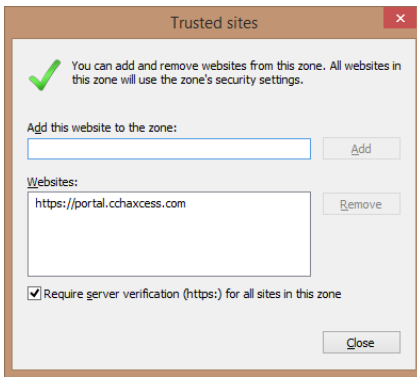 Trusted sites
You can add and remove websites from this zone. All websites in
this zone will use the zone's security settings.
Add this website to the zone:
Add
Websites:
https://portal.cchaxcess.com
Remove
Require server verification (https:) for all sites in this zone
Close